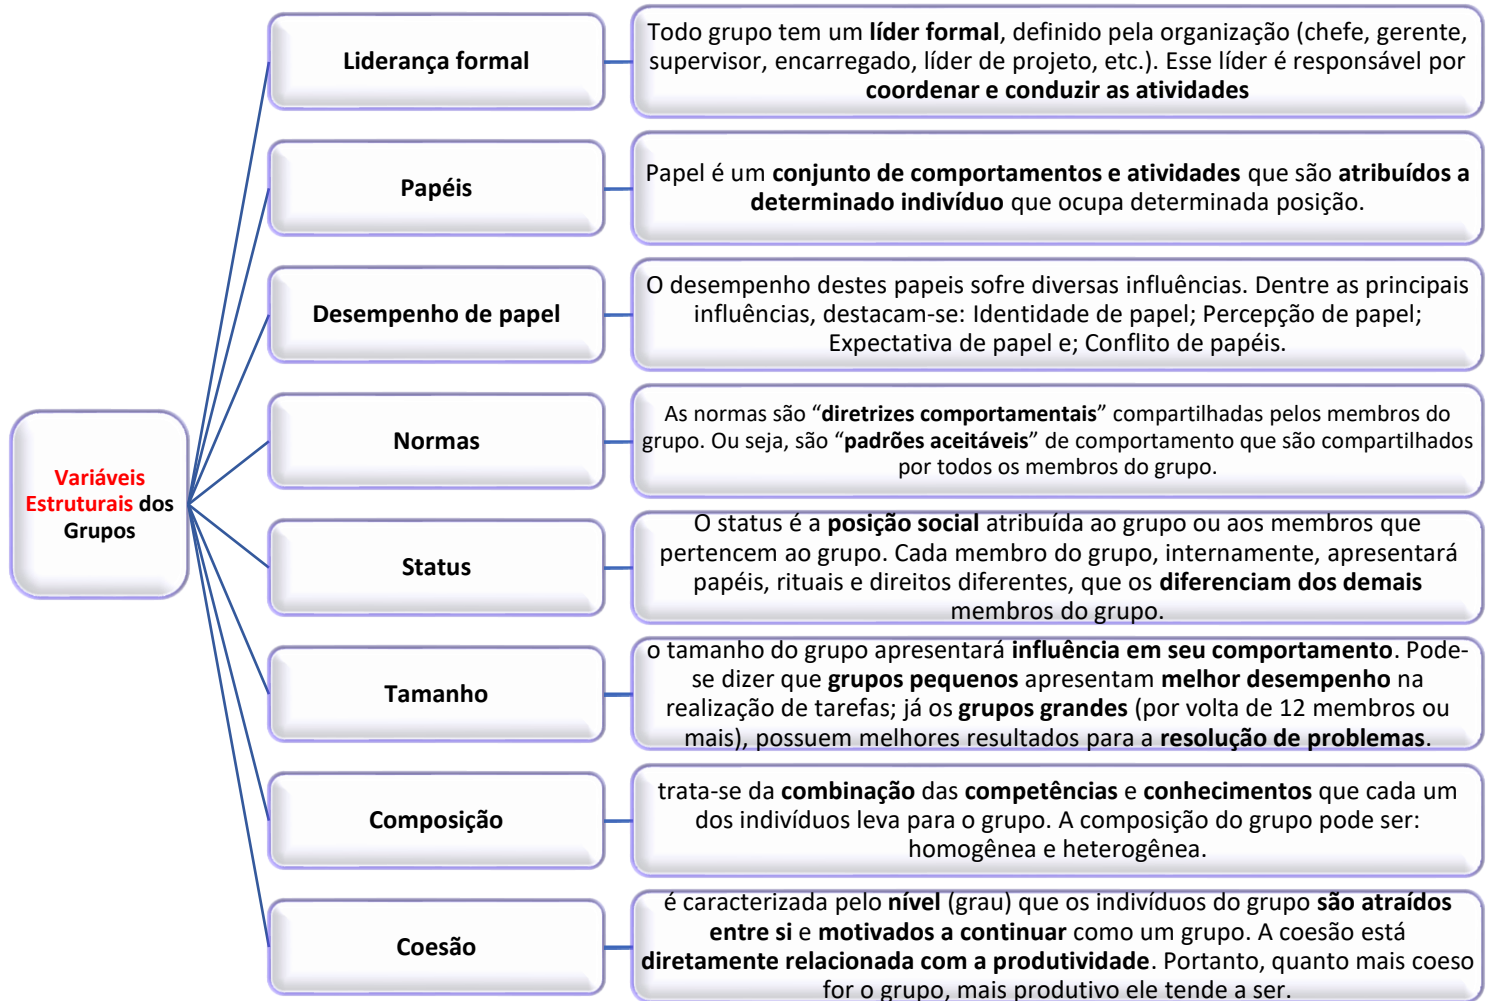 Variáveis
Estruturais dos
Grupos
Liderança formal
Todo grupo tem um líder formal, definido pela organização (chefe, gerente,
supervisor, encarregado, líder de projeto, etc.). Esse líder é responsável por
coordenar e conduzir as atividades
Papéis
Papel é um conjunto de comportamentos e atividades que são atribuídos a
determinado indivíduo que ocupa determinada posição.
Desempenho de papel
O desempenho destes papeis sofre diversas influências. Dentre as principais
influências, destacam-se: Identidade de papel; Percepção de papel;
Expectativa de papel e; Conflito de papéis.
Normas
As normas são “diretrizes comportamentais” compartilhadas pelos membros do
grupo. Ou seja, são “padrões aceitáveis” de comportamento que são compartilhados
por todos os membros do grupo.
Status
O status é a posição social atribuída ao grupo ou aos membros que
pertencem ao grupo. Cada membro do grupo, internamente, apresentará
papéis, rituais e direitos diferentes, que os diferenciam dos demais
membros do grupo.
Tamanho
o tamanho do grupo apresentará influência em seu comportamento. Pode-
se dizer que grupos pequenos apresentam melhor desempenho na
realização de tarefas; já os grupos grandes (por volta de 12 membros ou
mais), possuem melhores resultados para a resolução de problemas.
Composição
trata-se da combinação das competências e conhecimentos que cada um
dos indivíduos leva para o grupo. A composição do grupo pode ser:
homogênea e heterogênea.
Coesão
é caracterizada pelo nível (grau) que os indivíduos do grupo são atraídos
entre si e motivados a continuar como um grupo. A coesão está
diretamente relacionada com a produtividade. Portanto, quanto mais coeso
for o grupo, mais produtivo ele tende a ser.